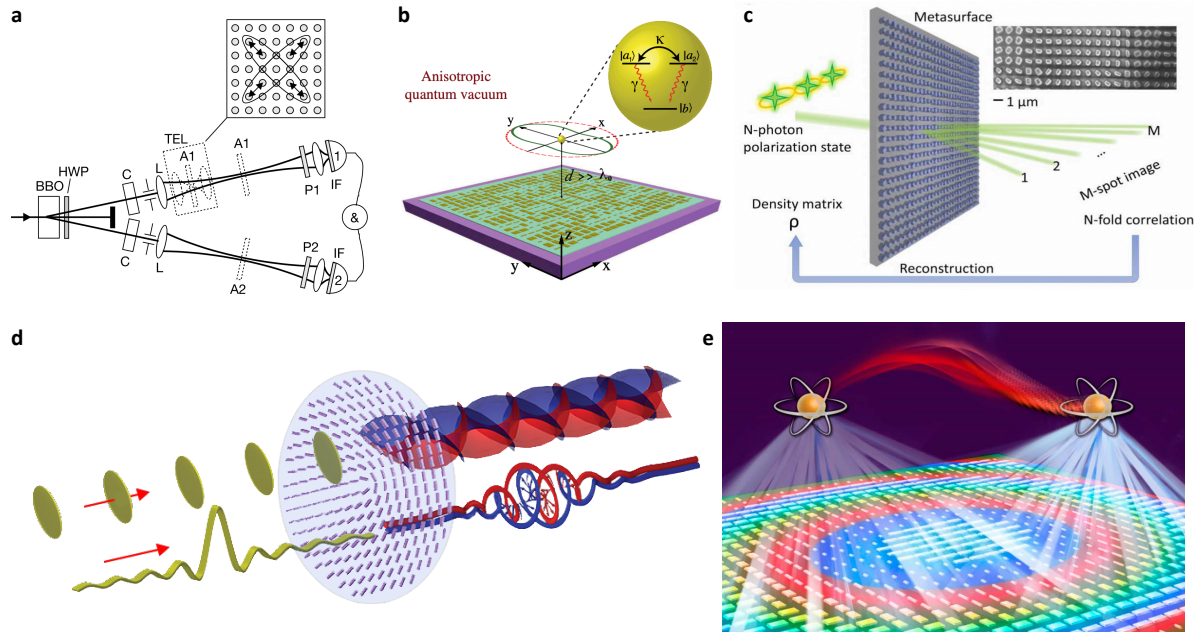 a
TEL
A1
A1
HWP
BBO
C
L
P1
IF
1
&
C
L
A2
P2
IF
2
b
Anisotropic
quantum vacuum
κ
|a₁⟩
|a₂⟩
γ
γ
|b⟩
y
x
d >> λ₀
z
y
x
c
Metasurface
1 μm
N-photon
polarization state
M
...
2
1
M-spot image
Density matrix
ρ
N-fold correlation
Reconstruction
d
e